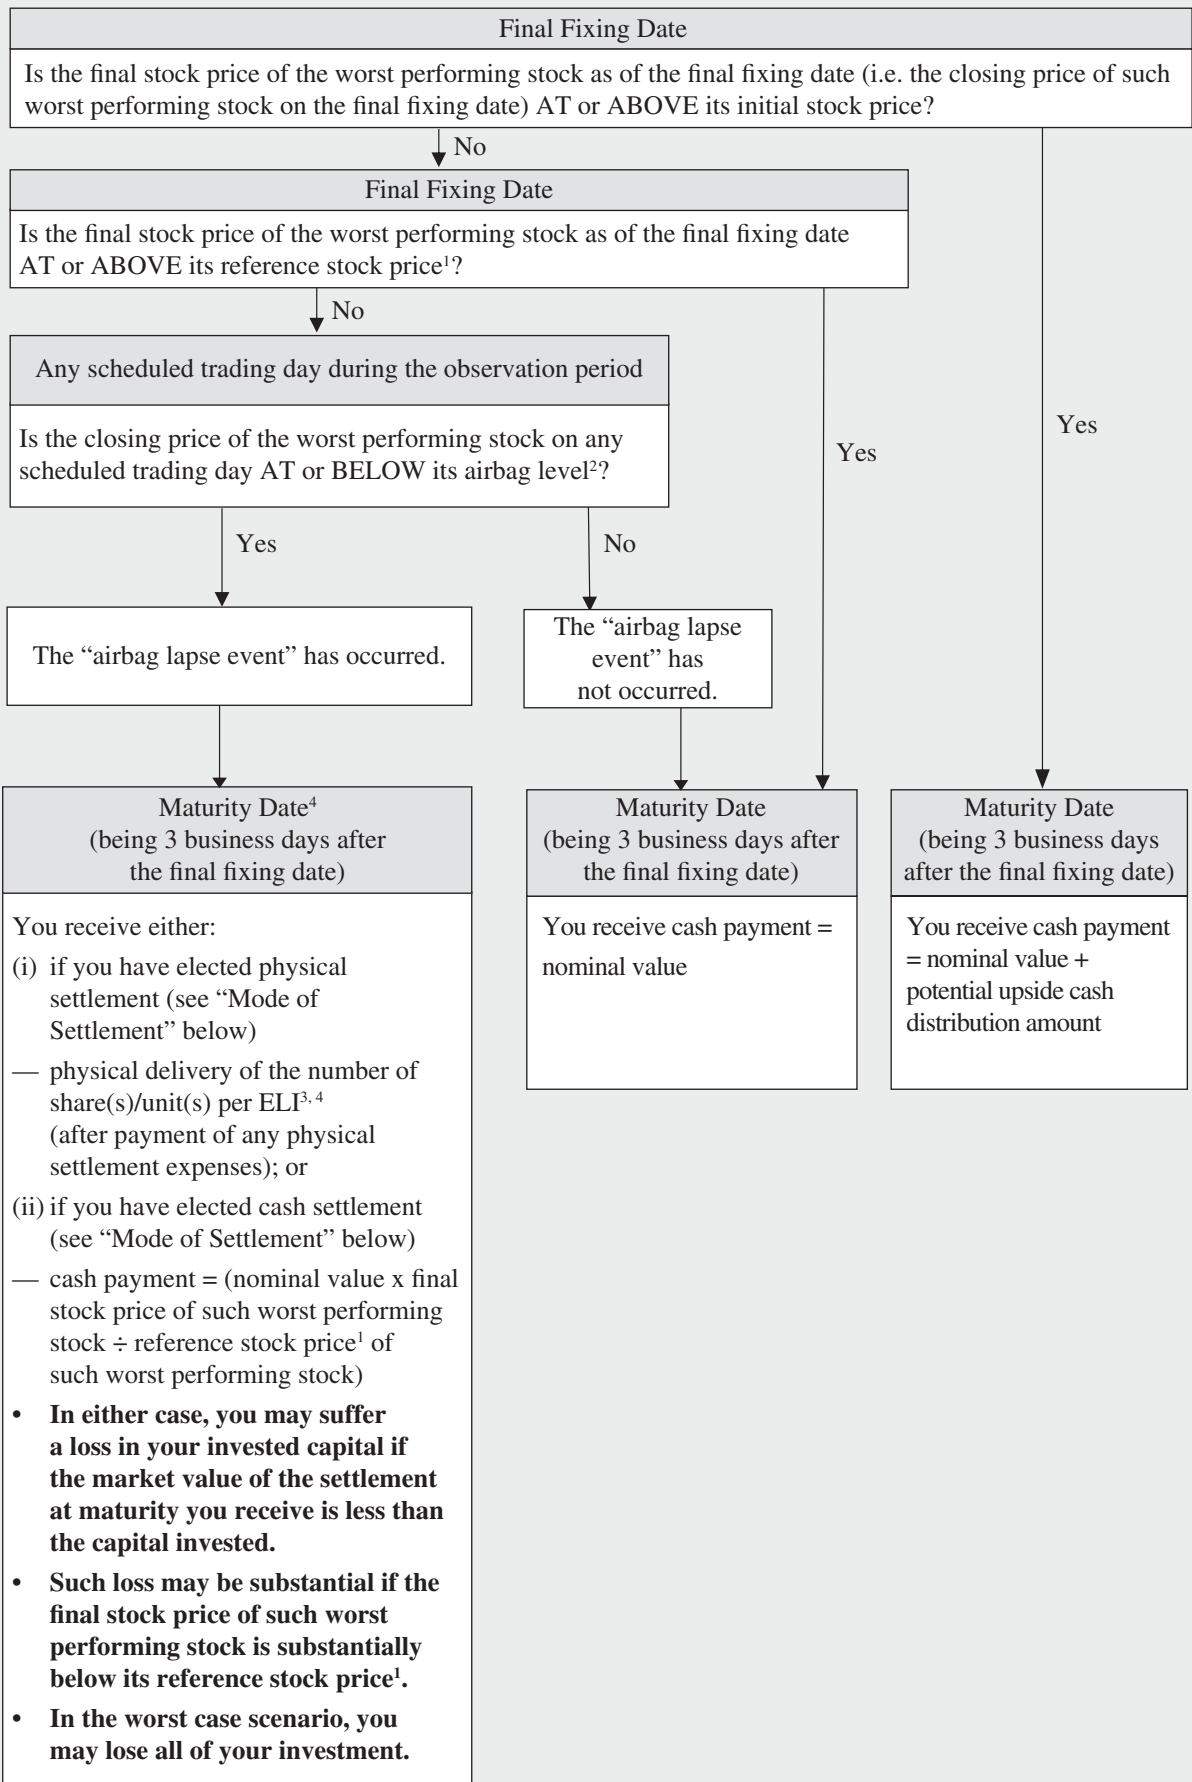 Final Fixing Date
Is the final stock price of the worst performing stock as of the final fixing date (i.e. the closing price of such
worst performing stock on the final fixing date) AT or ABOVE its initial stock price?
No
Final Fixing Date
Is the final stock price of the worst performing stock as of the final fixing date
AT or ABOVE its reference stock price¹?
No
Any scheduled trading day during the observation period
Is the closing price of the worst performing stock on any
scheduled trading day AT or BELOW its airbag level²?
Yes
Yes
Yes
No
The “airbag lapse event” has occurred.
The “airbag lapse
event” has
not occurred.
Maturity Date⁴
(being 3 business days after
the final fixing date)
You receive either:
(i) if you have elected physical
settlement (see “Mode of
Settlement” below)
— physical delivery of the number of
share(s)/unit(s) per ELI³,⁴
(after payment of any physical
settlement expenses); or
(ii) if you have elected cash settlement
(see “Mode of Settlement” below)
— cash payment = (nominal value x final
stock price of such worst performing
stock ÷ reference stock price¹ of
such worst performing stock)
• In either case, you may suffer
a loss in your invested capital if
the market value of the settlement
at maturity you receive is less than
the capital invested.
• Such loss may be substantial if the
final stock price of such worst
performing stock is substantially
below its reference stock price¹.
• In the worst case scenario, you
may lose all of your investment.
Maturity Date
(being 3 business days after
the final fixing date)
You receive cash payment =
nominal value
Maturity Date
(being 3 business days
after the final fixing date)
You receive cash payment
= nominal value +
potential upside cash
distribution amount